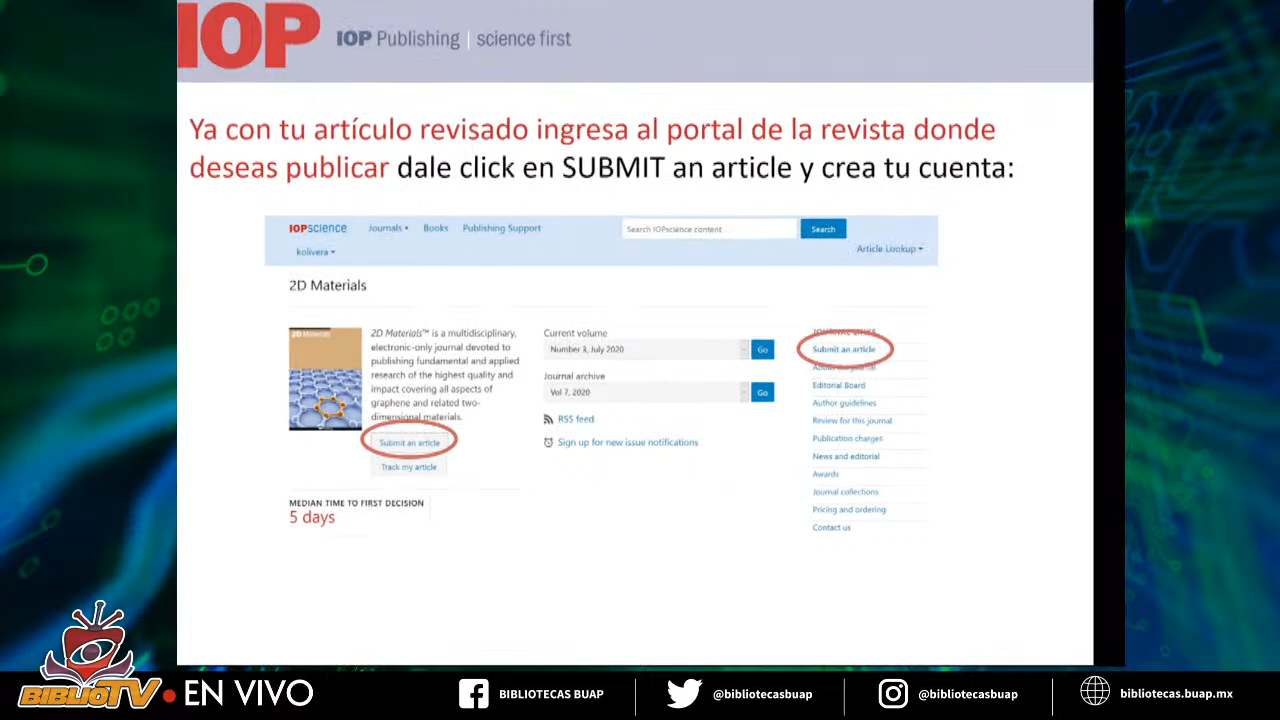 IOP
IOP Publishing | science first
Ya con tu artículo revisado ingresa al portal de la revista donde
deseas publicar dale click en SUBMIT an article y crea tu cuenta:
IOPscience
Journals
Books
Publishing Support
Search IOPscience content ...
Search
kolivera
Article Lookup
2D Materials
2D Materials
2D Materials™ is a multidisciplinary,
electronic-only journal devoted to
publishing fundamental and applied
research of the highest quality and
impact covering all aspects of
graphene and related two-
dimensional materials.
Submit an article
Track my article
MEDIAN TIME TO FIRST DECISION
5 days
Current volume
Number 3, July 2020
Go
Journal archive
Vol 7, 2020
Go
RSS feed
Sign up for new issue notifications
Submit an article
Editorial Board
Author guidelines
Review for this journal
Publication charges
News and editorial
Awards
Journal collections
Pricing and ordering
Contact us
BIBLIOTV
EN VIVO
BIBLIOTECAS BUAP
@bibliotecasbuap
@bibliotecasbuap
bibliotecas.buap.mx